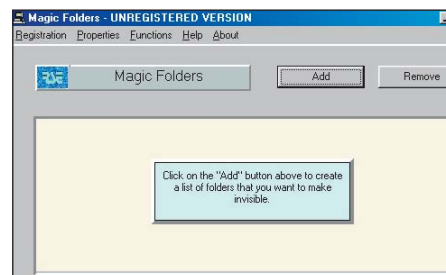 Magic Folders - UNREGISTERED VERSION
Registration Properties Functions Help About
RSE Magic Folders Add Remove
Click on the "Add" button above to create
a list of folders that you want to make
invisible.